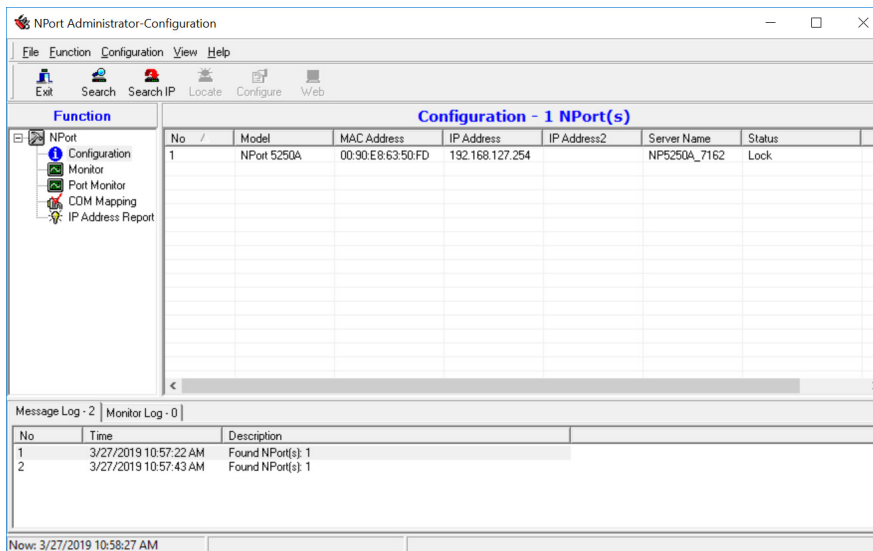 NPort Administrator-Configuration
File Function Configuration View Help
Exit Search Search IP Locate Configure Web
Function
Configuration - 1 NPort(s)
NPort
Configuration
Monitor
Port Monitor
COM Mapping
IP Address Report
No / Model MAC Address IP Address IP Address2 Server Name Status
1 NPort 5250A 00:90:E8:63:50:FD 192.168.127.254 NP5250A_7162 Lock
Message Log - 2 Monitor Log - 0
No Time Description
1 3/27/2019 10:57:22 AM Found NPort(s): 1
2 3/27/2019 10:57:43 AM Found NPort(s): 1
Now: 3/27/2019 10:58:27 AM